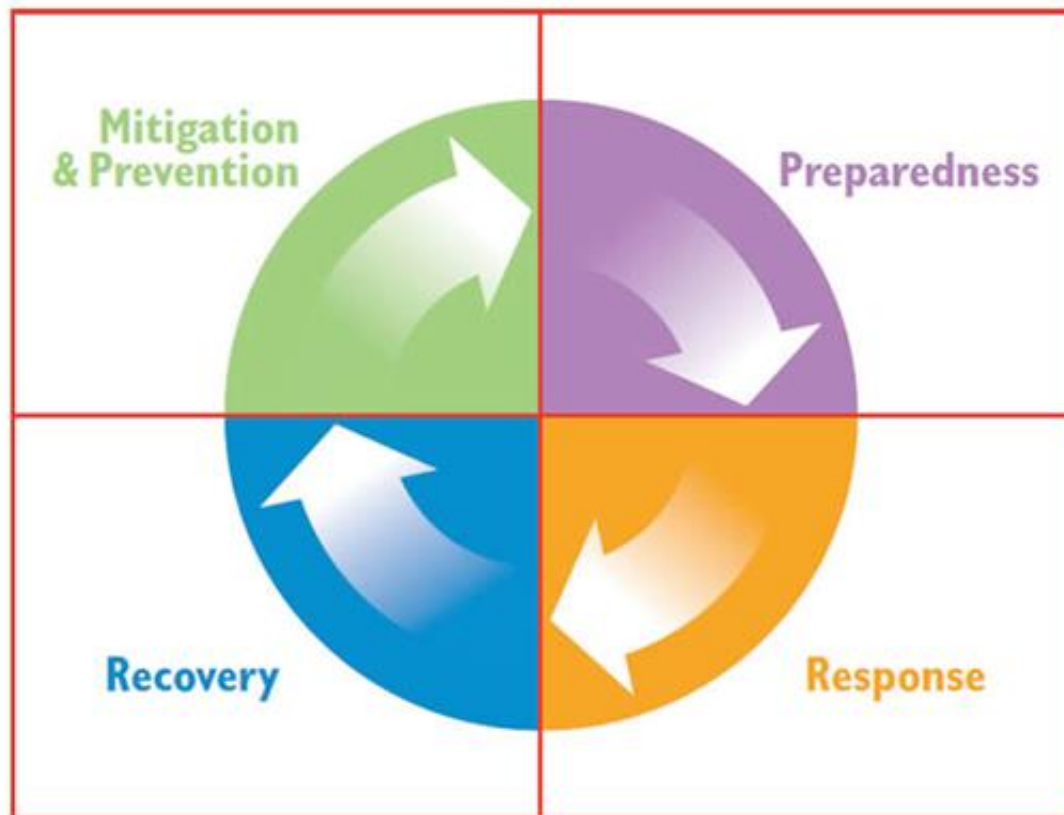 Mitigation
& Prevention
Preparedness
Recovery
Response